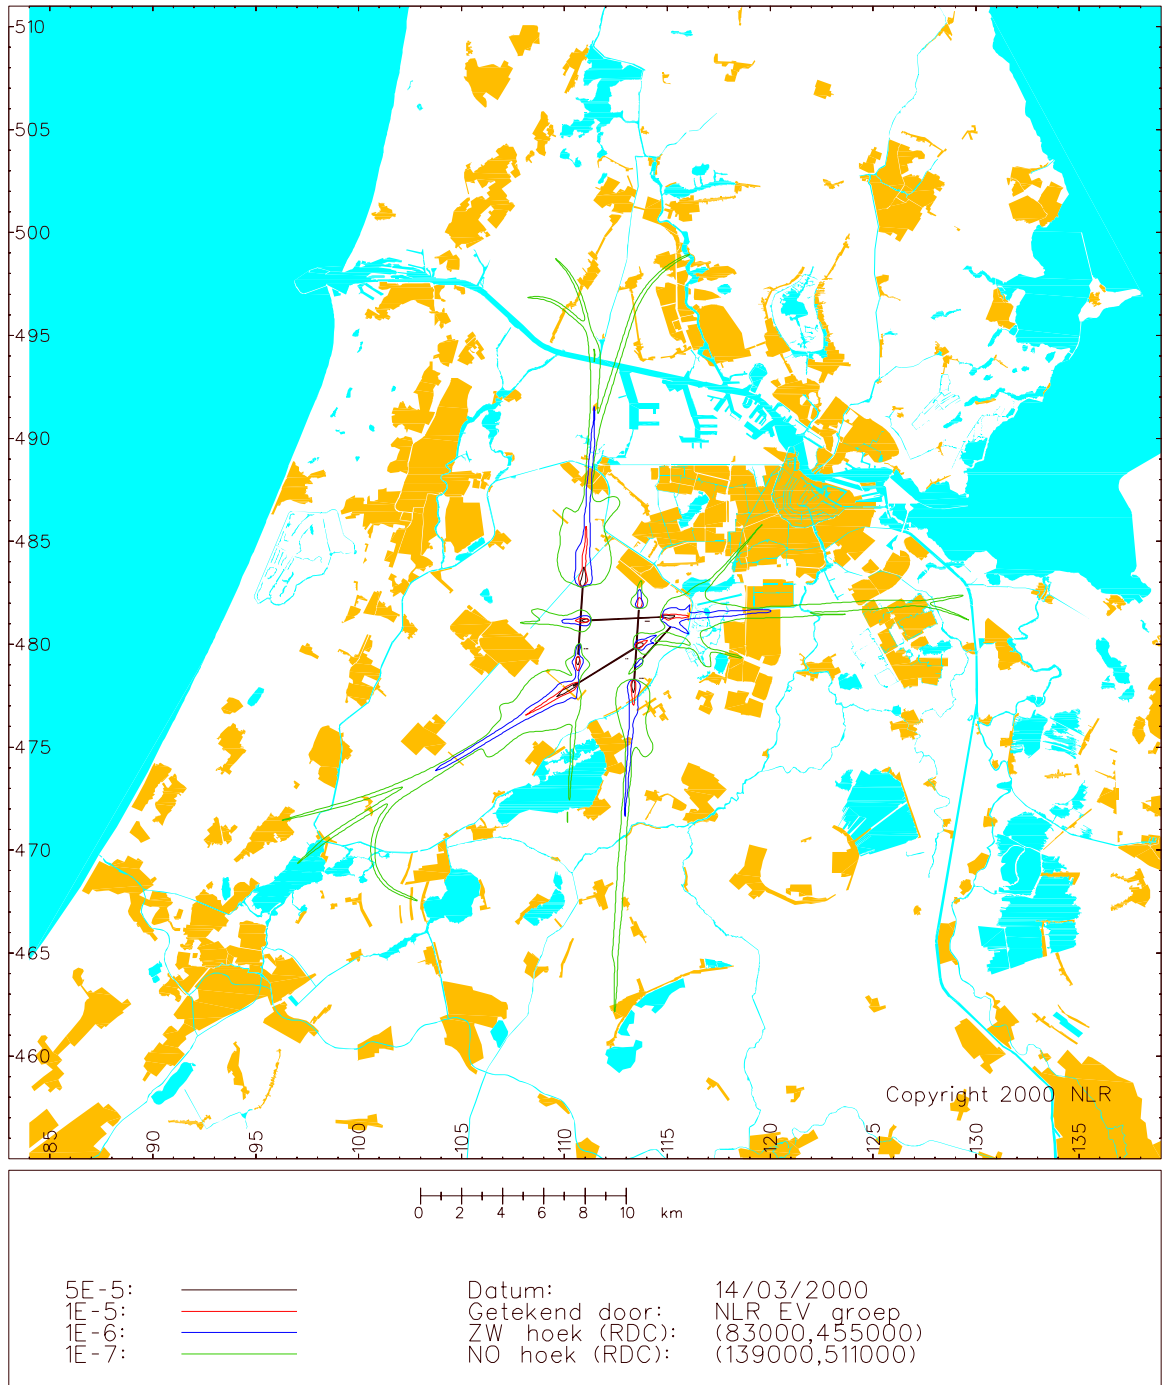 510
505
500
495
490
485
480
475
470
465
460
Copyright 2000 NLR
85 90 95 100 105 110 115 120 125 130 135
0 2 4 6 8 10 km
5E-5: Datum: 14/03/2000
1E-5: Getekend door: NLR EV groep
1E-6: ZW hoek (RDC): (83000,455000)
1E-7: NO hoek (RDC): (139000,511000)